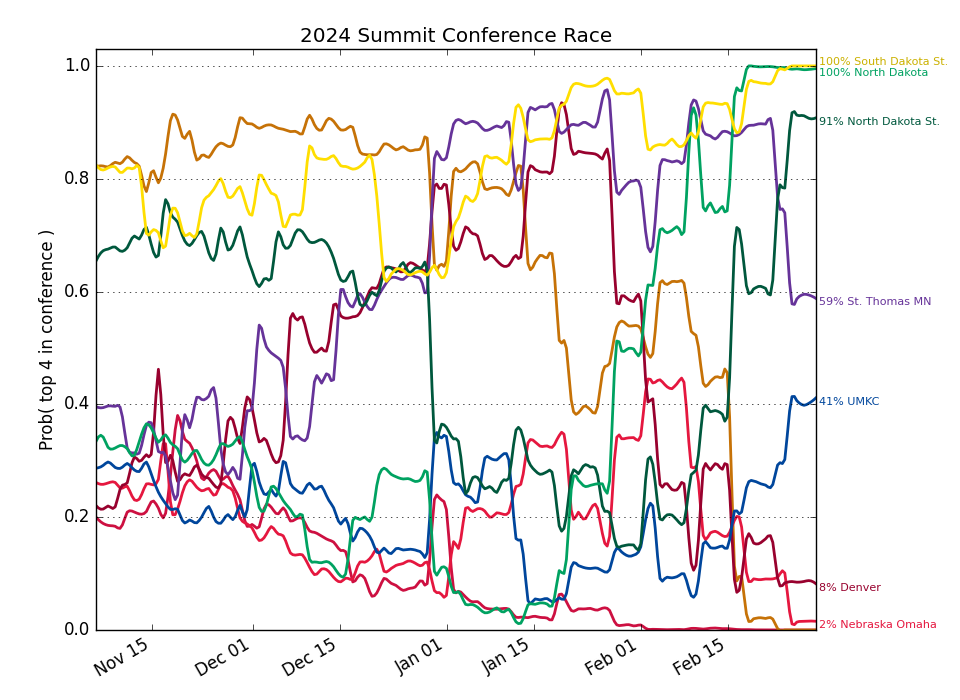 2024 Summit Conference Race
Prob( top 4 in conference )
1.0
0.8
0.6
0.4
0.2
0.0
Nov 15
Dec 01
Dec 15
Jan 01
Jan 15
Feb 01
Feb 15
100% South Dakota St.
100% North Dakota
91% North Dakota St.
59% St. Thomas MN
41% UMKC
8% Denver
2% Nebraska Omaha